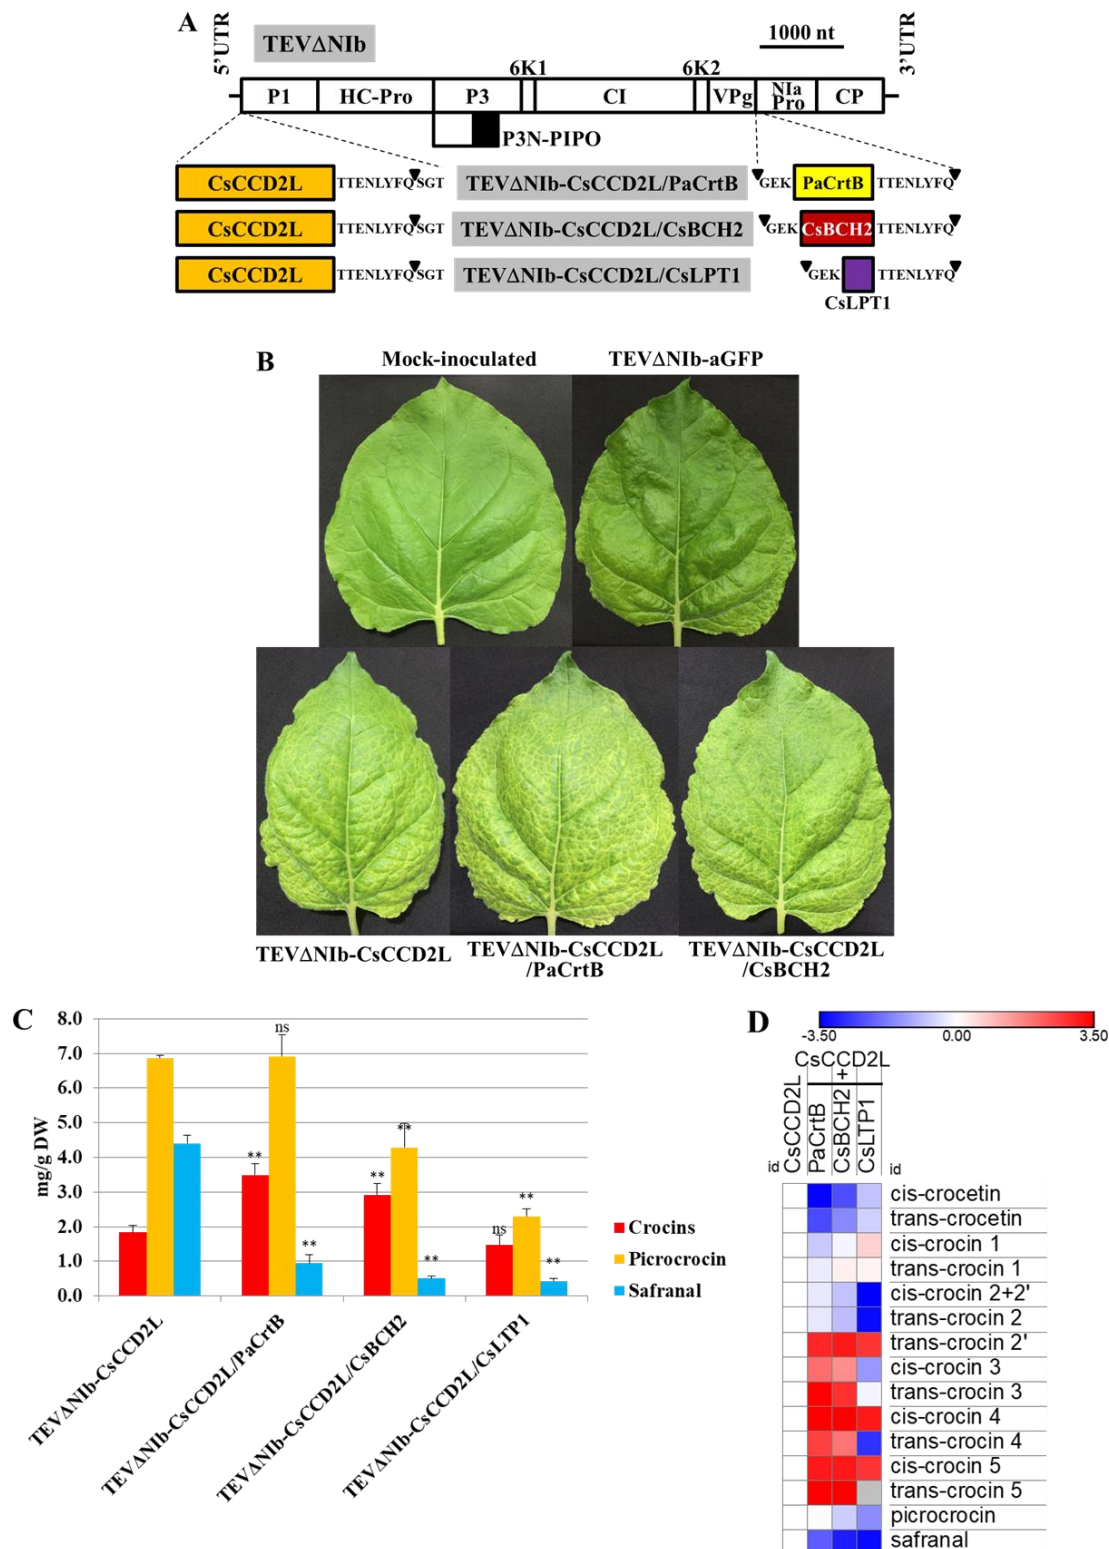 A
5'UTR
TEVΔNIb
1000 nt
3'UTR
6K1
6K2
P1
HC-Pro
P3
CI
VPg
NIa
Pro
CP
P3N-PIPO
CsCCD2L
TTENLYFQSGT
TEVΔNIb-CsCCD2L/PaCrtB
GEK
PaCrtB
TTENLYFQ
CsCCD2L
TTENLYFQSGT
TEVΔNIb-CsCCD2L/CsBCH2
GEK
CsBCH2
TTENLYFQ
CsCCD2L
TTENLYFQSGT
TEVΔNIb-CsCCD2L/CsLPT1
GEK
TTENLYFQ
CsLPT1
B
Mock-inoculated
TEVΔNIb-aGFP
TEVΔNIb-CsCCD2L
TEVΔNIb-CsCCD2L
/PaCrtB
TEVΔNIb-CsCCD2L
/CsBCH2
C
mg/g DW
8.0
7.0
6.0
5.0
4.0
3.0
2.0
1.0
0.0
ns
**
**
**
**
**
ns
**
**
Crocins
Picrocrocin
Safranal
TEVΔNIb-CsCCD2L
TEVΔNIb-CsCCD2L/PaCrtB
TEVΔNIb-CsCCD2L/CsBCH2
TEVΔNIb-CsCCD2L/CsLTP1
D
-3.50
0.00
3.50
CsCCD2L
+
id
CsCCD2L
PaCrtB
CsBCH2
CsLTP1
id
cis-crocetin
trans-crocetin
cis-crocin 1
trans-crocin 1
cis-crocin 2+2'
trans-crocin 2
trans-crocin 2'
cis-crocin 3
trans-crocin 3
cis-crocin 4
trans-crocin 4
cis-crocin 5
trans-crocin 5
picrocrocin
safranal